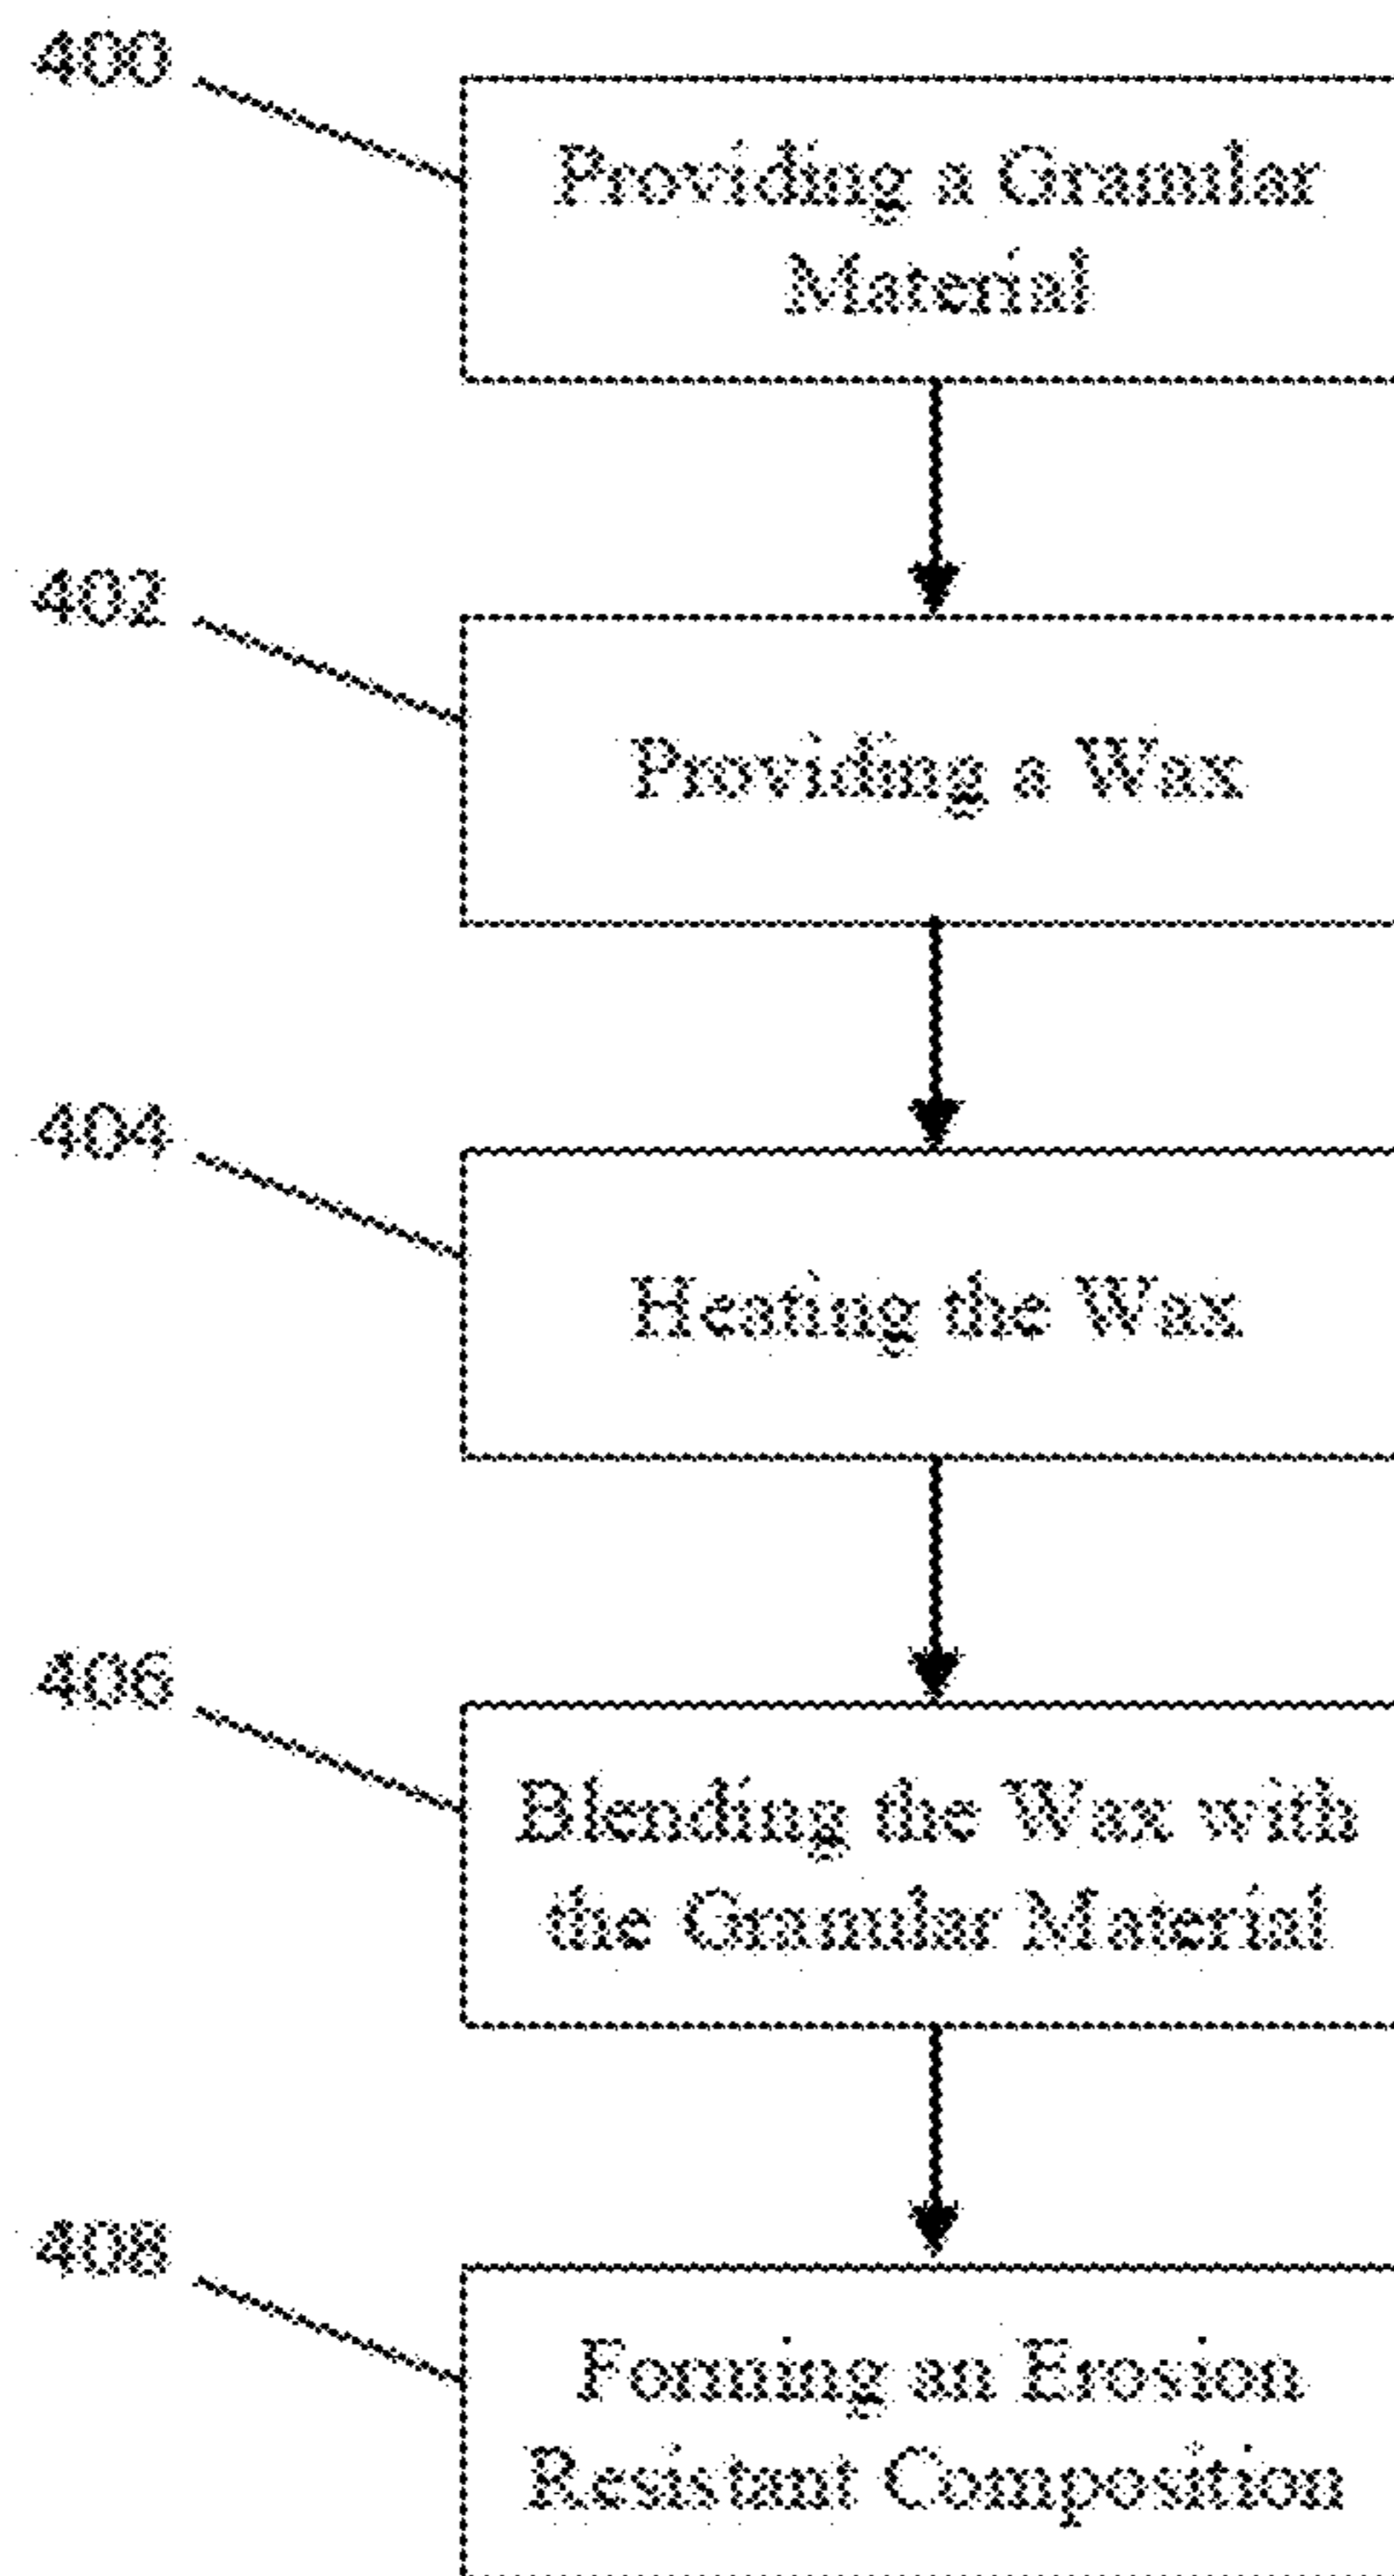 400
Providing a Granular
Material
402
Providing a Wax
404
Heating the Wax
406
Blending the Wax with
the Granular Material
408
Forming an Erosion
Resistant Composition